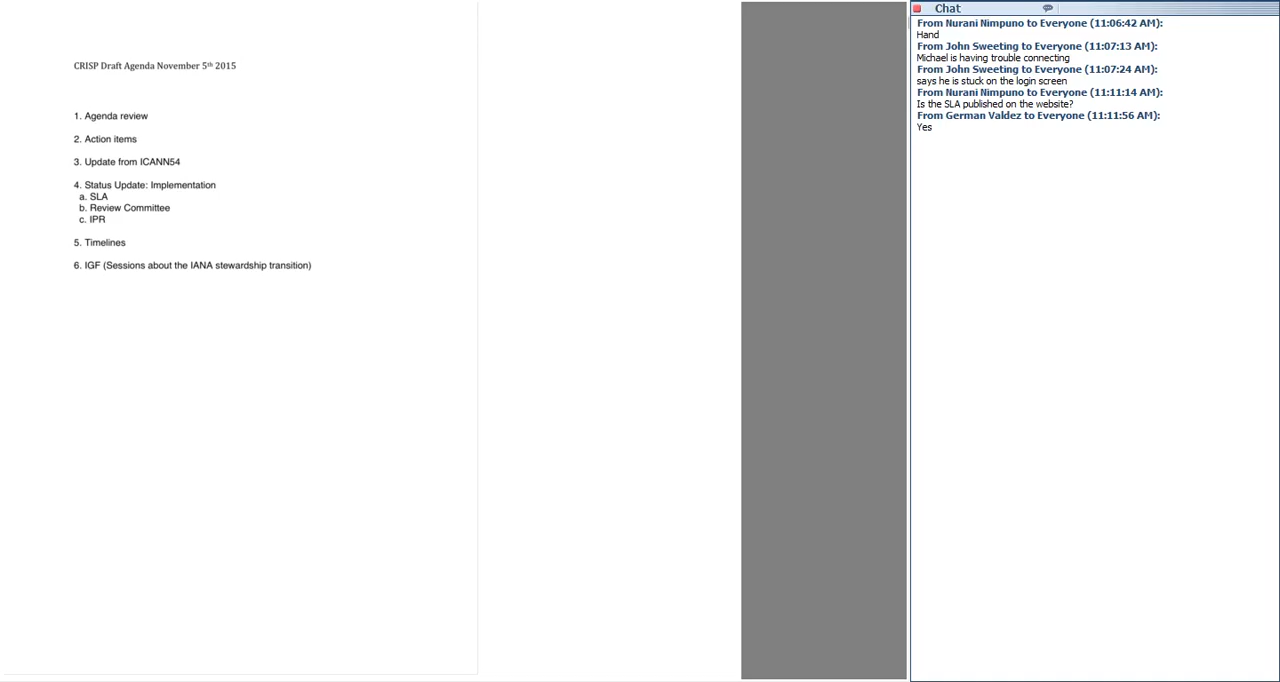 CRISP Draft Agenda November 5th 2015
1. Agenda review
2. Action items
3. Update from ICANN54
4. Status Update: Implementation
a. SLA
b. Review Committee
c. IPR
5. Timelines
6. IGF (Sessions about the IANA stewardship transition)
Chat
From Nurani Nimpuno to Everyone (11:06:42 AM):
Hand
From John Sweeting to Everyone (11:07:13 AM):
Michael is having trouble connecting
From John Sweeting to Everyone (11:07:24 AM):
says he is stuck on the login screen
From Nurani Nimpuno to Everyone (11:11:14 AM):
Is the SLA published on the website?
From German Valdez to Everyone (11:11:56 AM):
Yes